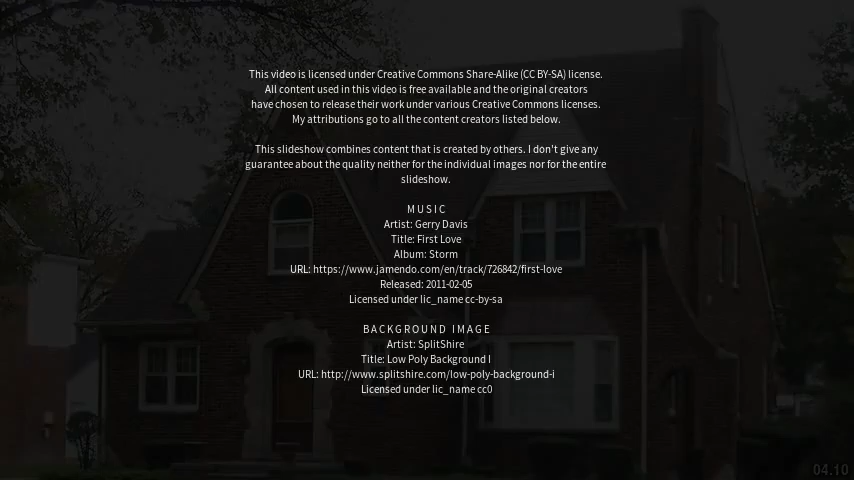 This video is licensed under Creative Commons Share-Alike (CC BY-SA) license.
All content used in this video is free available and the original creators
have chosen to release their work under various Creative Commons licenses.
My attributions go to all the content creators listed below.
This slideshow combines content that is created by others. I don't give any
guarantee about the quality neither for the individual images nor for the entire
slideshow.
MUSIC
Artist: Gerry Davis
Title: First Love
Album: Storm
URL: https://www.jamendo.com/en/track/726842/first-love
Released: 2011-02-05
Licensed under lic_name cc-by-sa
BACKGROUND IMAGE
Artist: SplitShire
Title: Low Poly Background I
URL: http://www.splitshire.com/low-poly-background-i
Licensed under lic_name cc0
04.10